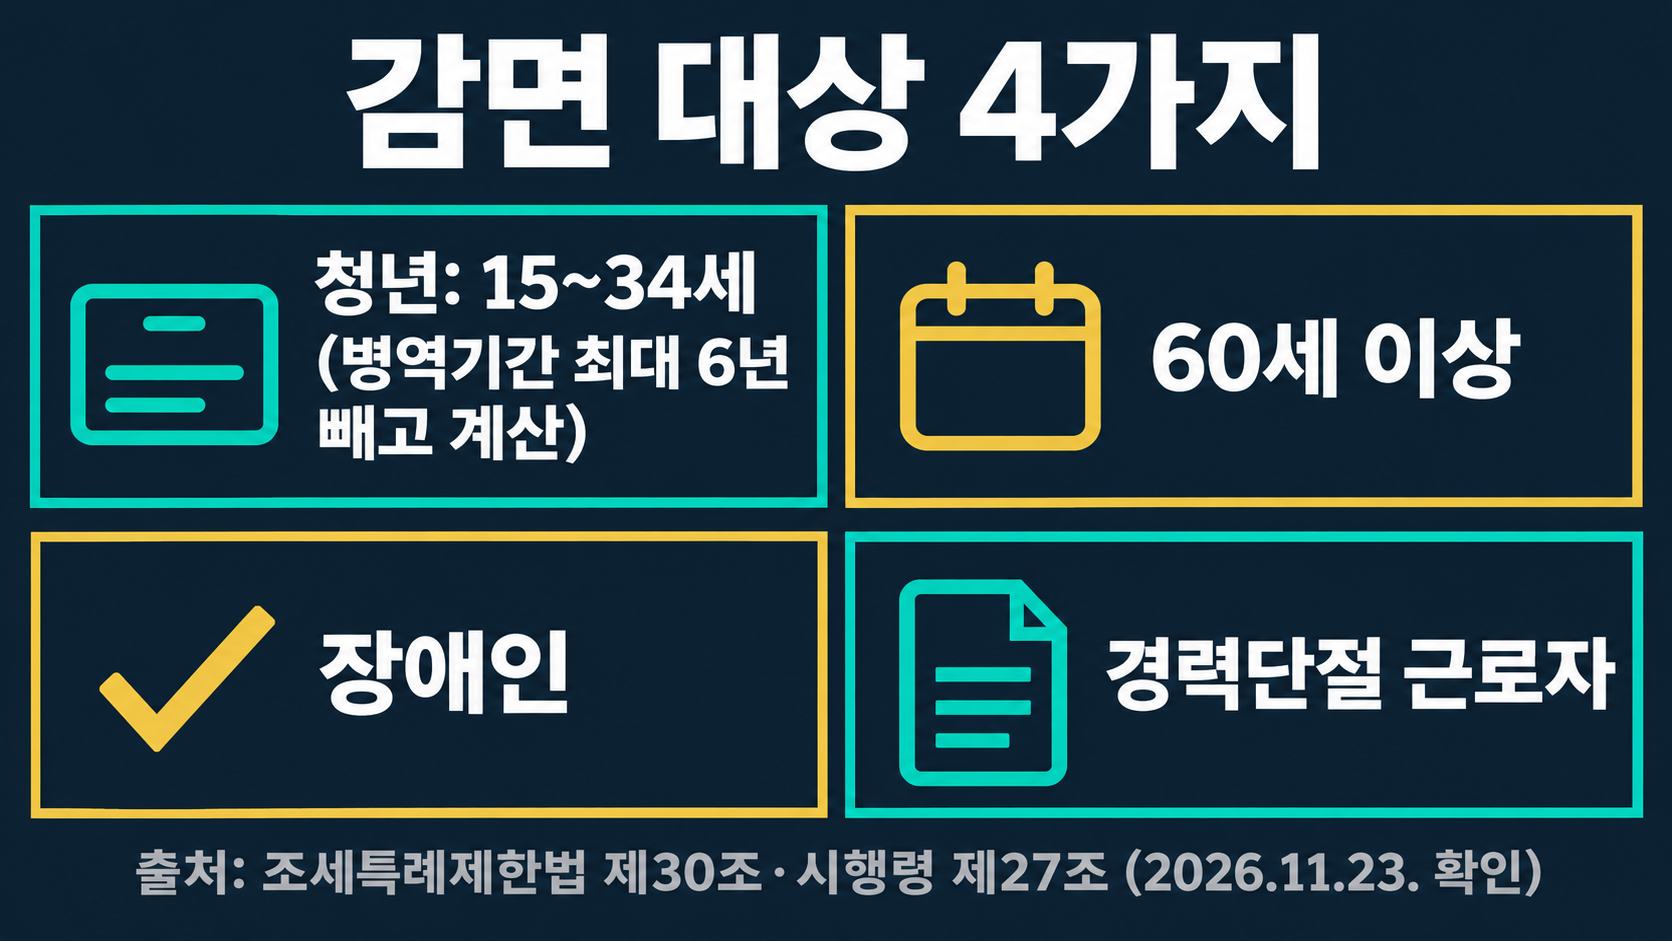 감면 대상 4가지
청년: 15~34세
(병역기간 최대 6년
빼고 계산)
60세 이상
장애인
경력단절 근로자
출처: 조세특례제한법 제30조·시행령 제27조 (2026.11.23. 확인)